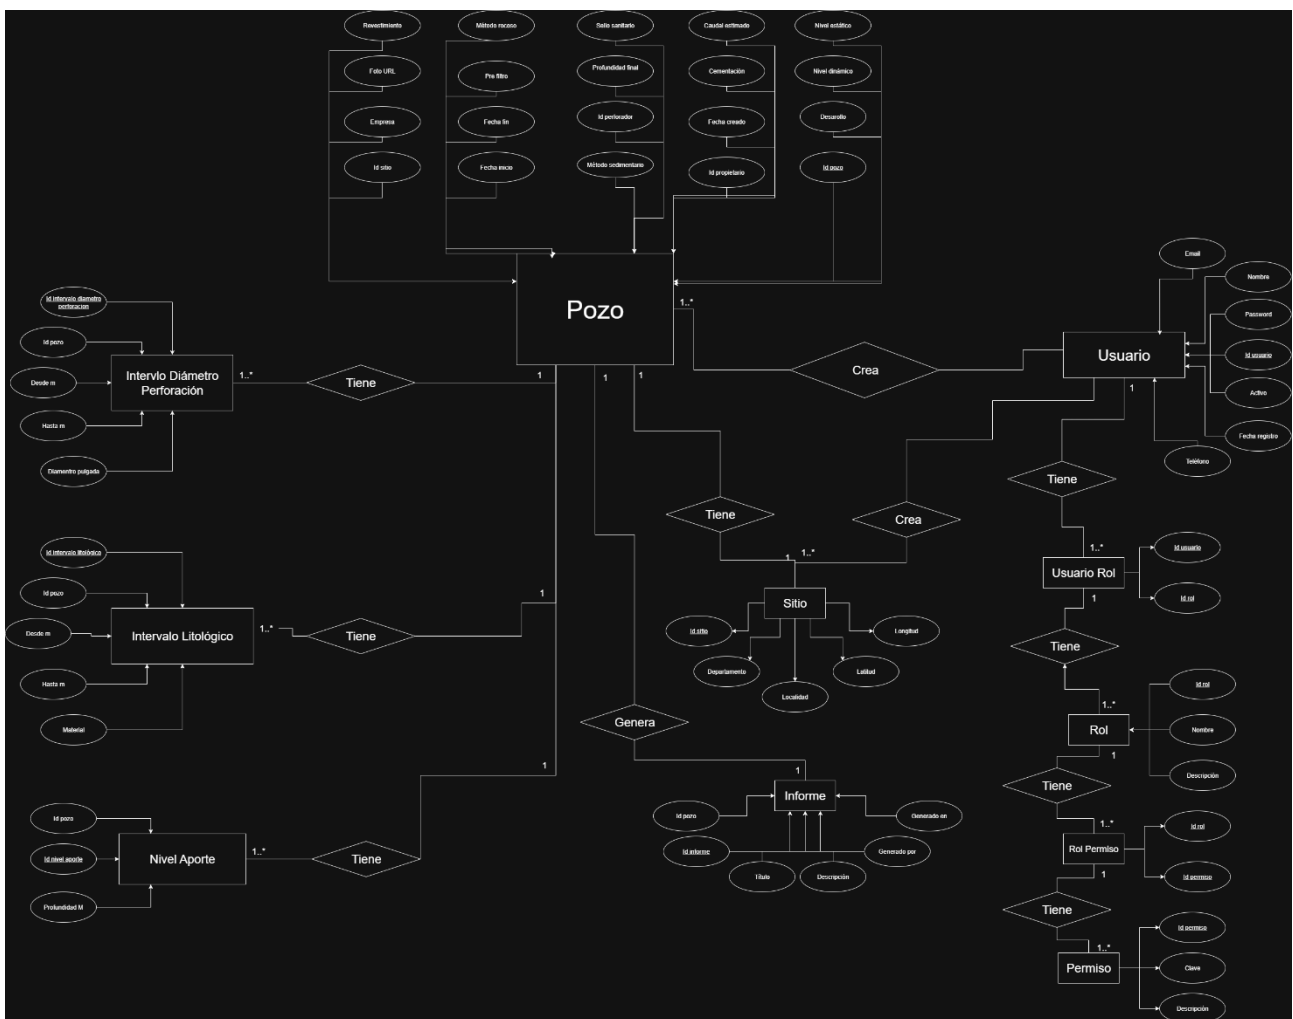 Revestimiento
Método recaso
Sello sanitario
Caudal estimado
Nivel estático
Foto URL
Pre filtro
Profundidad final
Cementación
Nivel dinámico
Empresa
Fecha fin
Id perforador
Fecha creado
Desarollo
Id sitio
Fecha inicio
Método sedimentario
Id propietario
Id pozo
Pozo
1..*
1
1
1
Crea
Email
Nombre
Password
Id usuario
Activo
Fecha registro
Teléfono
Usuario
1
Id intervalo diametro
perforacion
Id pozo
Desde m
Hasta m
Diamentro pulgada
Intervlo Diámetro
Perforación
1..*
Tiene
Tiene
Crea
Tiene
1
1..*
1..*
Id intervalo litológico
Id pozo
Desde m
Hasta m
Material
Intervalo Litológico
1..*
Tiene
1
Sitio
Id sitio
Departamento
Localidad
Latitud
Longitud
Usuario Rol
1
Id usuario
Id rol
Tiene
1..*
Rol
1
Id rol
Nombre
Descripción
Genera
1
Informe
Id pozo
Id informe
Título
Descripción
Generado por
Generado en
Tiene
1..*
Rol Permiso
1
Id rol
Id permiso
Id pozo
Id nivel aporte
Profundidad M
Nivel Aporte
1..*
Tiene
1
Tiene
1..*
Permiso
Id permiso
Clave
Descripción